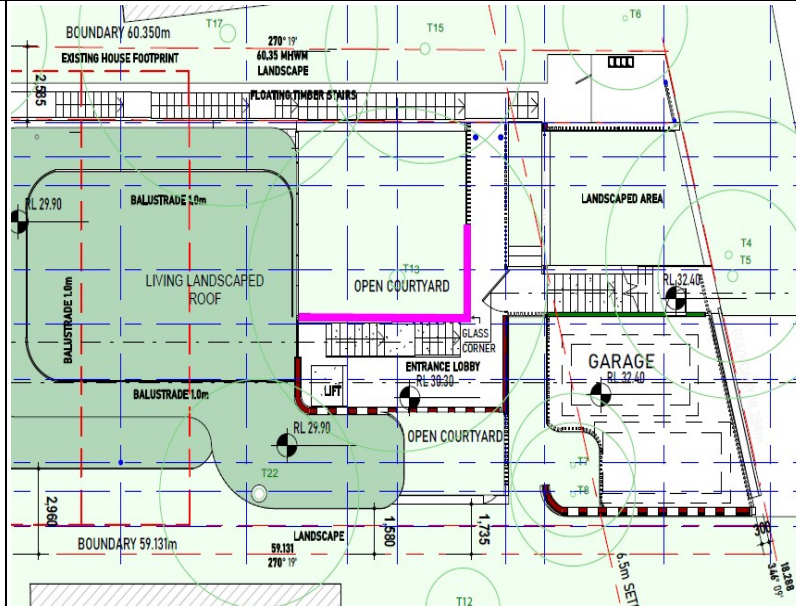 T17
T15
T6
BOUNDARY 60.350m
270° 19'
60.35 MHWM
EXISTING HOUSE FOOTPRINT
LANDSCAPE
2,585
FLOATING TIMBER STAIRS
BALUSTRADE 1.0m
RL 29.90
LANDSCAPED AREA
T4
T5
T13
LIVING LANDSCAPED
ROOF
OPEN COURTYARD
RL 32.40
BALUSTRADE 1.0m
GLASS
CORNER
ENTRANCE LOBBY
GARAGE
RL 32.40
LIFT
RL 30.30
BALUSTRADE 1.0m
RL 29.90
OPEN COURTYARD
T7
T8
T22
2,960
1,580
1,735
LANDSCAPE
BOUNDARY 59.131m
59.131
270° 19'
300
18.288
346° 09'
6.5m SET
T12